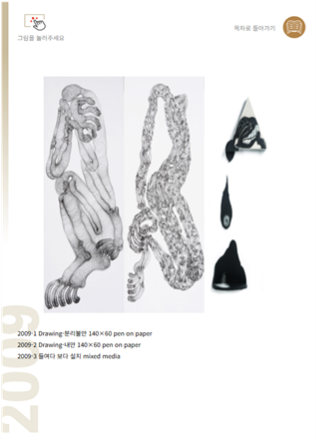 그림을 눌러주세요
목차로 돌아가기
2009-1 Drawing-분리불안 140×60 pen on paper
2009-2 Drawing-내안 140×60 pen on paper
2009-3 들여다 보다 설치 mixed media
2009